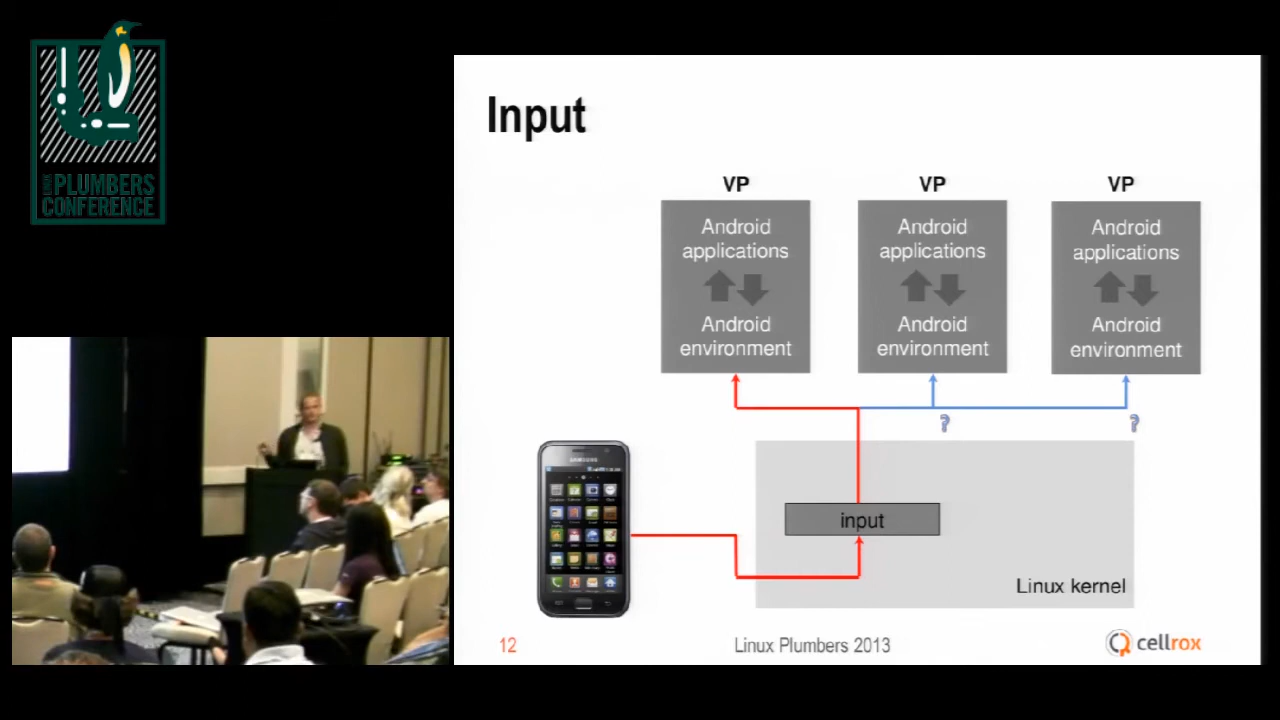 LINUX PLUMBERS
CONFERENCE
Input
VP
VP
VP
Android
applications
Android
environment
Android
applications
Android
environment
Android
applications
Android
environment
?
?
SAMSUNG
input
Linux kernel
12
Linux Plumbers 2013
cellrox